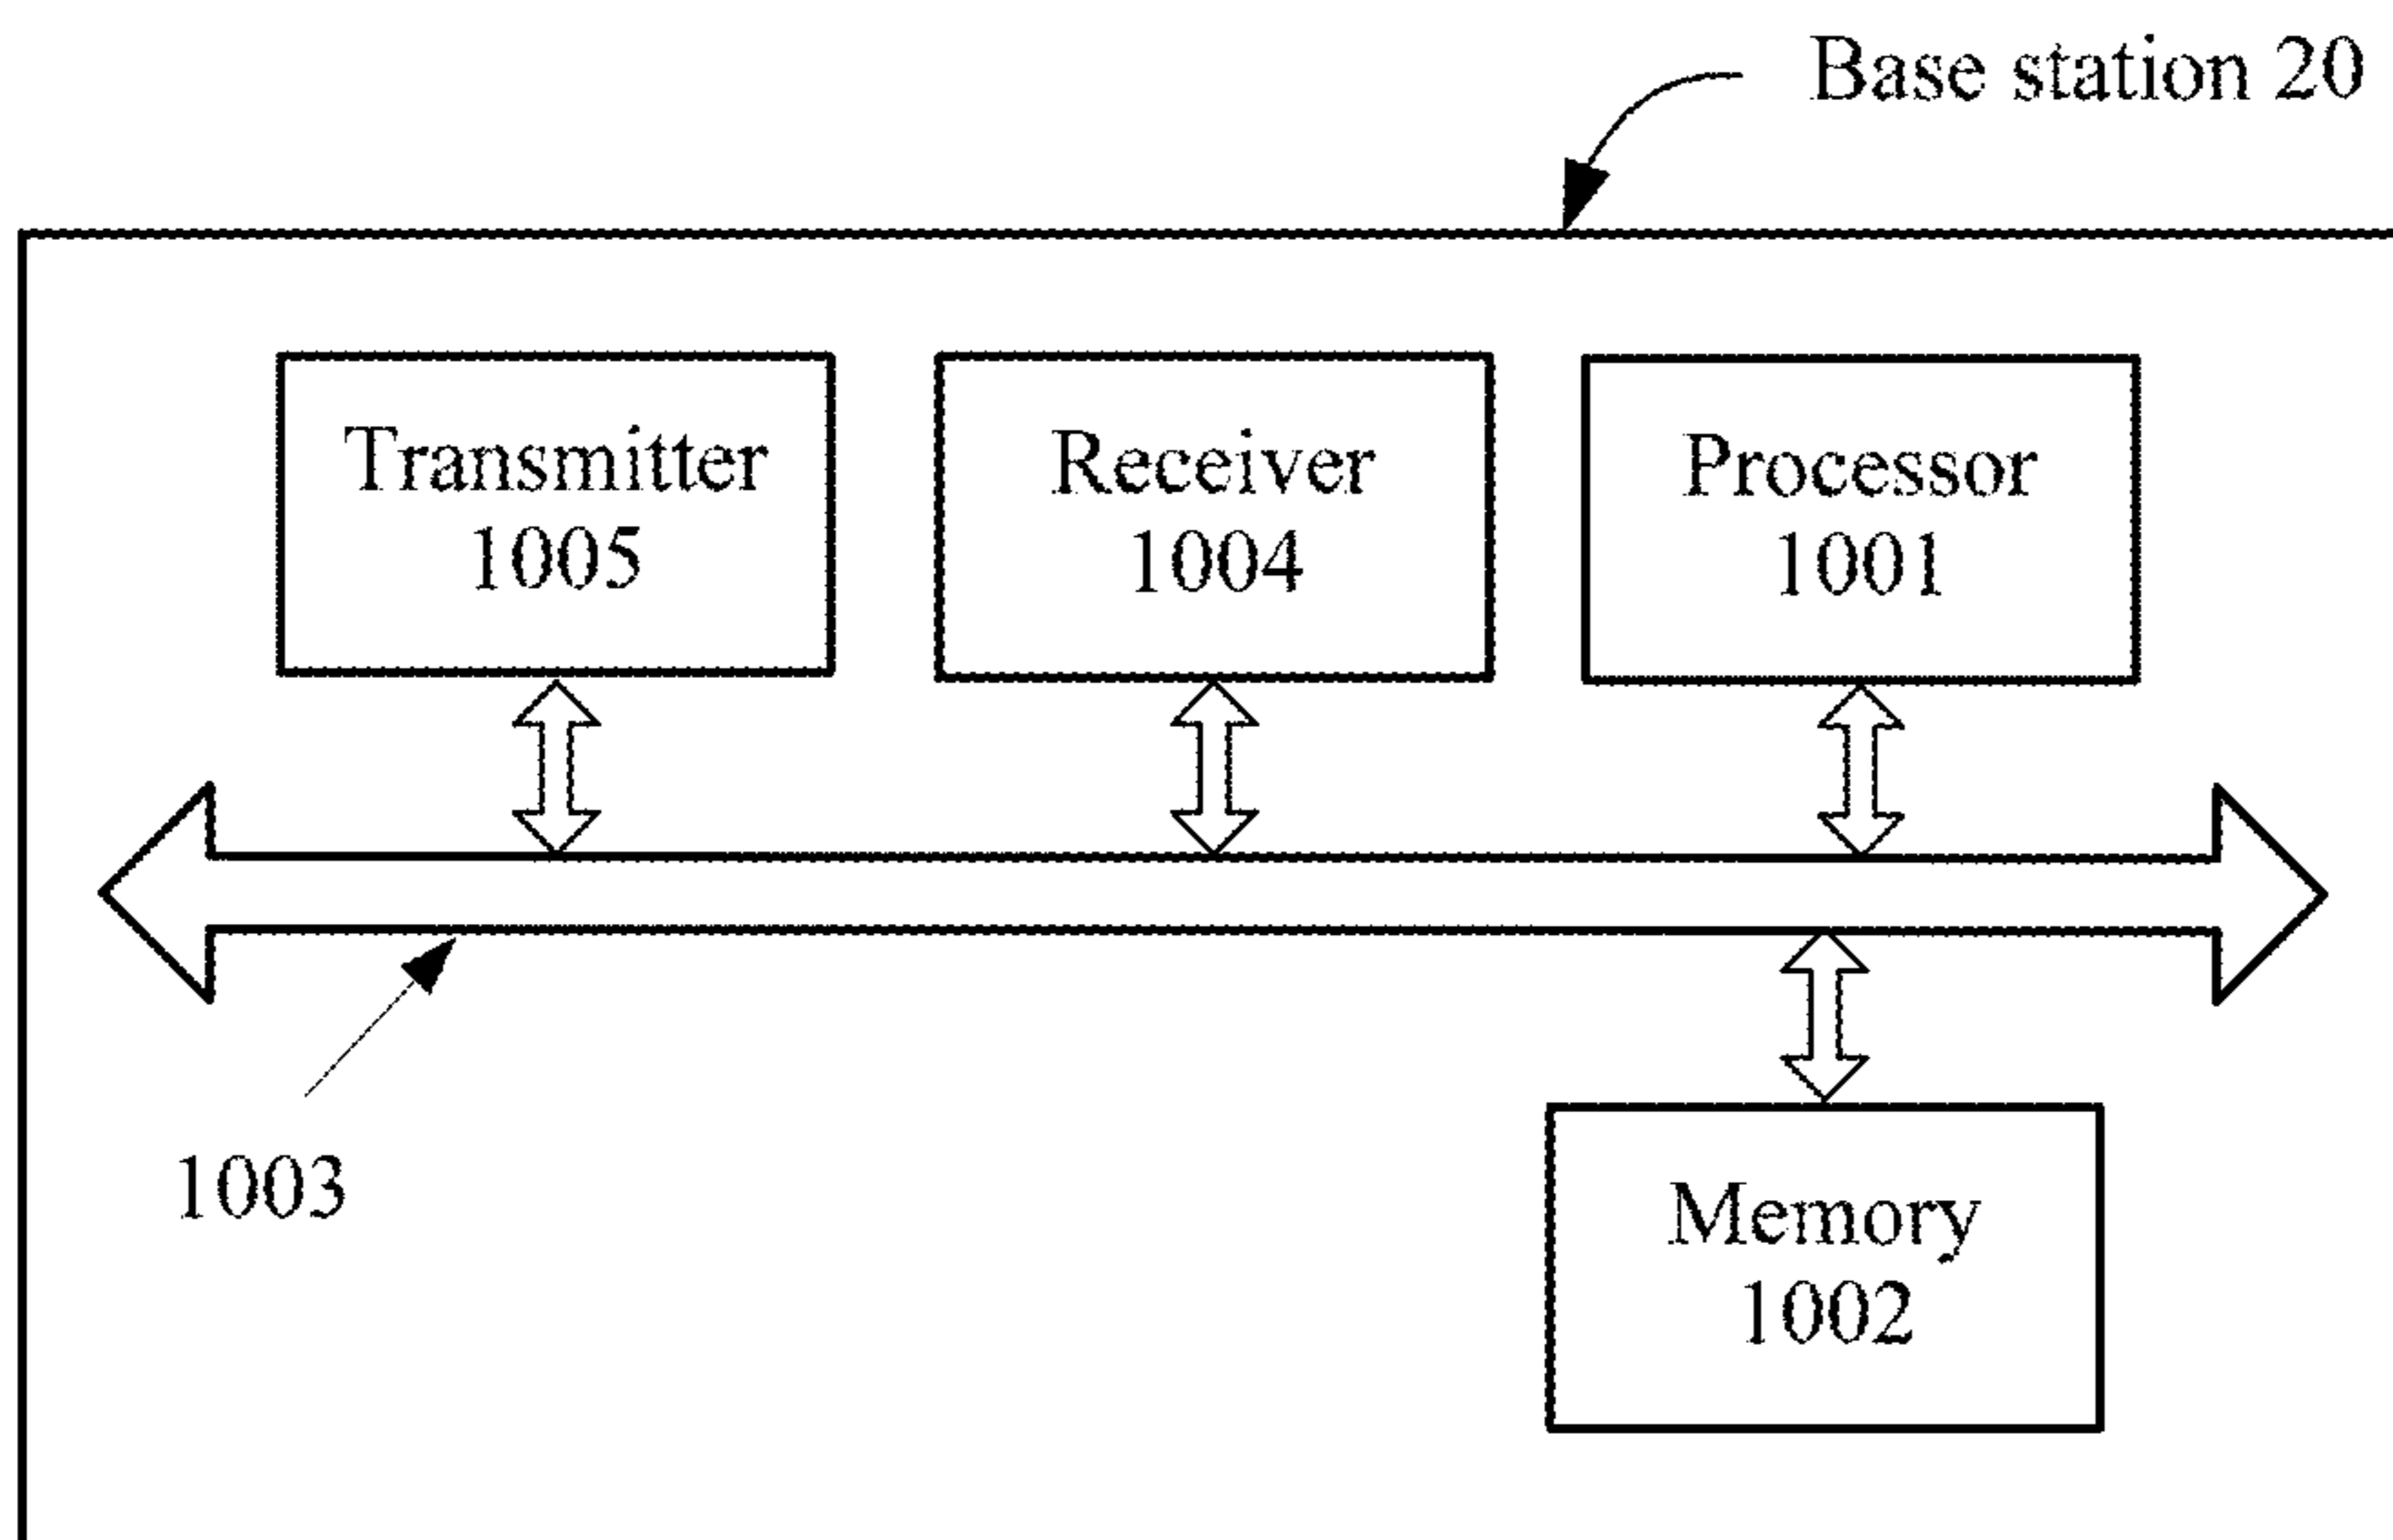 Base station 20
Transmitter
1005
Receiver
1004
Processor
1001
1003
Memory
1002